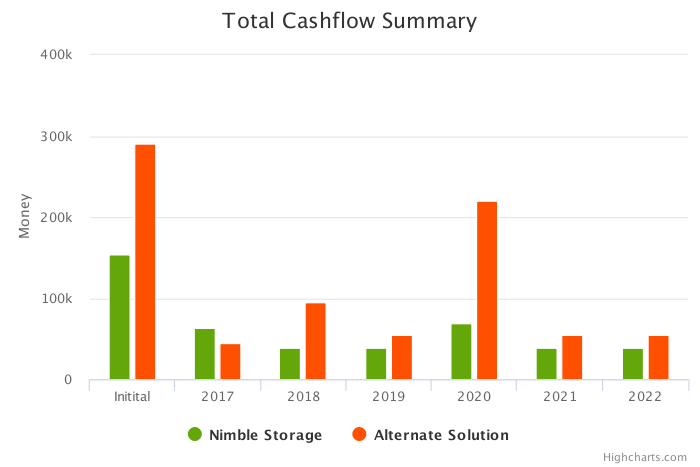 Total Cashflow Summary
400k
300k
200k
100k
0
Money
Initital
2017
2018
2019
2020
2021
2022
Nimble Storage
Alternate Solution
Highcharts.com